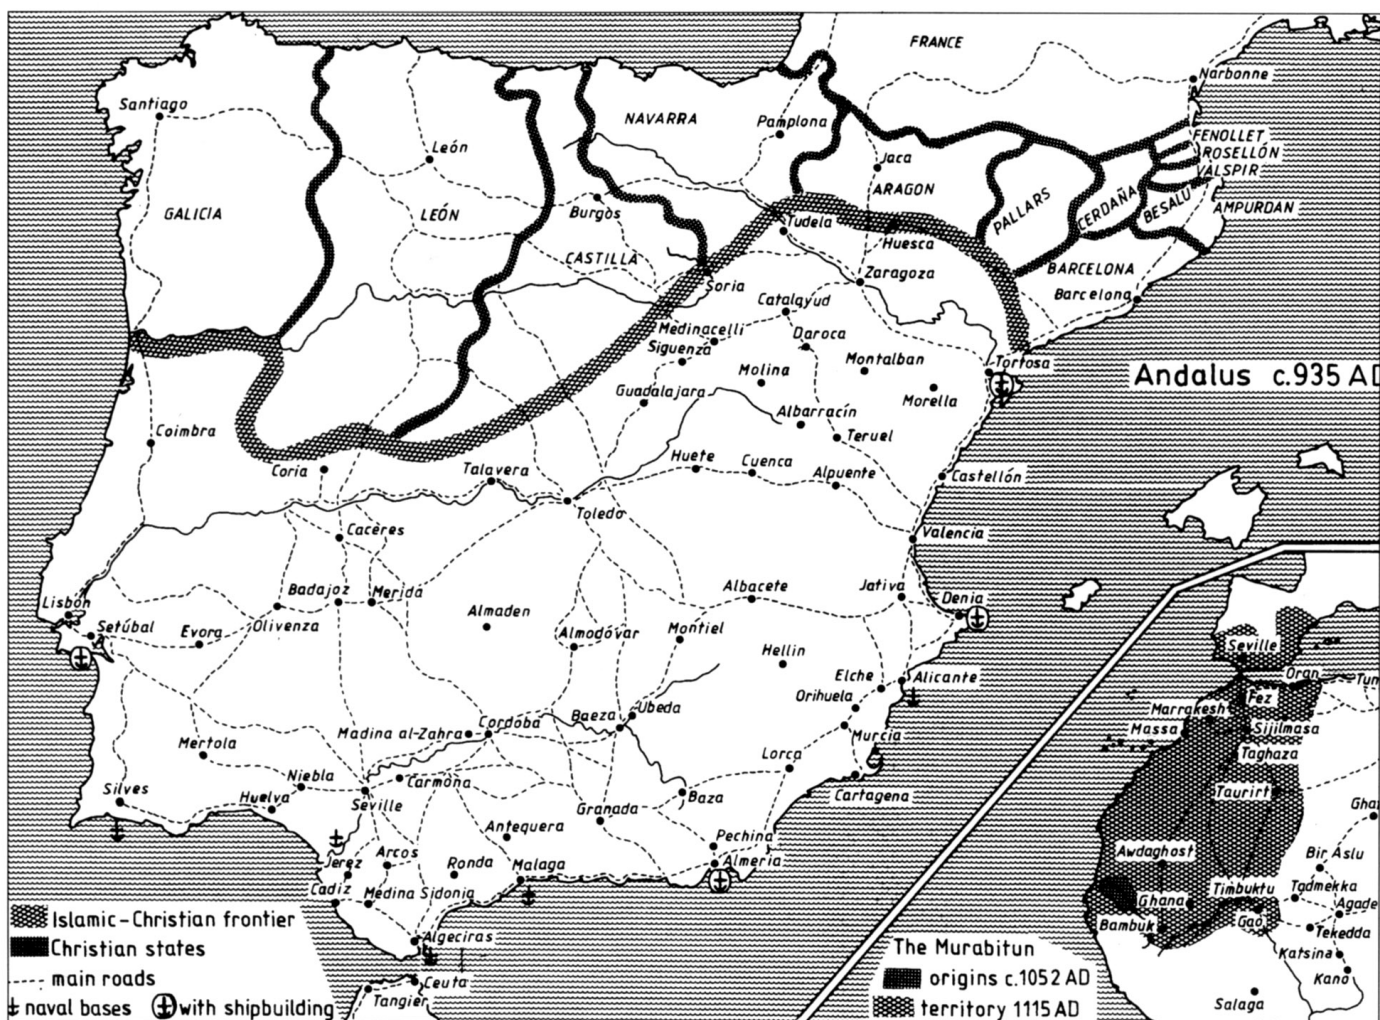 FRANCE
Narbonne
Santiago
NAVARRA
Pamplona
FENOLLET
ROSELLÓN
VALSPIR
León
Jaca
ARAGON
PALLARS
CERDAÑA
BESALU
AMPURDAN
GALICIA
LEÓN
Burgos
Tudela
Huesca
CASTILLA
BARCELONA
Zaragoza
Soria
Barcelona
Catalqyud
Medinacelli
Daroca
Siguenza
Montalban
Tortosa
Molina
Andalus c.935 AD
Guadalajara
Morella
Albarracín
Coimbra
Teruel
Coria
Talavera
Huete
Cuenca
Alpuente
Castellón
Toledo
Cacères
Valencia
Badajoz
Merida
Albacete
Jativa
Denia
Lisbon
Almaden
Setúbal
Evora
Olivenza
Almodóvar
Montiel
Hellin
Seville
Elche
Alicante
Oran
Tun
Orihuela
Fez
Ubeda
Marrakesh
Madina al-Zahra
Cordoba
Baeza
Murcia
Massa
Sijilmasa
Mertola
Taghaza
Lorca
Niebla
Carmona
Silves
Huelva
Seville
Baza
Cartagena
Taurirt
Granada
Ghat
Antequera
Pechina
Jerez
Arcos
Ronda
Malaga
Almeria
Awdaghost
Bir Aslu
Cadiz
Medina Sidonia
Timbuktu
Tadmekka
Ghana
Agade
Islamic-Christian frontier
Bambuk
Gao
Tekedda
Christian states
Algeciras
The Murabitun
Katsina
main roads
Ceuta
origins c.1052 AD
Kano
Tangier
naval bases
with shipbuilding
territory 1115 AD
Salaga